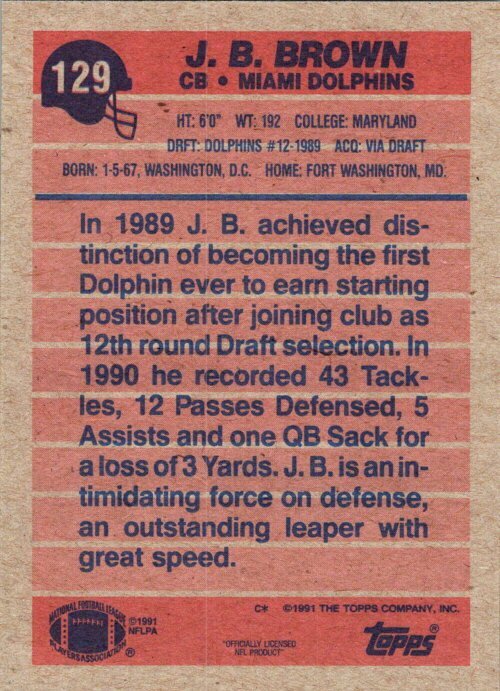 129
J. B. BROWN
CB • MIAMI DOLPHINS
HT: 6'0" WT: 192 COLLEGE: MARYLAND
DRFT: DOLPHINS #12-1989 ACQ: VIA DRAFT
BORN: 1-5-67, WASHINGTON, D.C. HOME: FORT WASHINGTON, MD.
In 1989 J. B. achieved dis-
tinction of becoming the first
Dolphin ever to earn starting
position after joining club as
12th round Draft selection. In
1990 he recorded 43 Tack-
les, 12 Passes Defensed, 5
Assists and one QB Sack for
a loss of 3 Yards. J. B. is an in-
timidating force on defense,
an outstanding leaper with
great speed.
NATIONAL FOOTBALL LEAGUE
PLAYERS ASSOCIATION ®
©1991
NFLPA
C* ©1991 THE TOPPS COMPANY, INC.
"OFFICIALLY LICENSED
NFL PRODUCT"
topps®